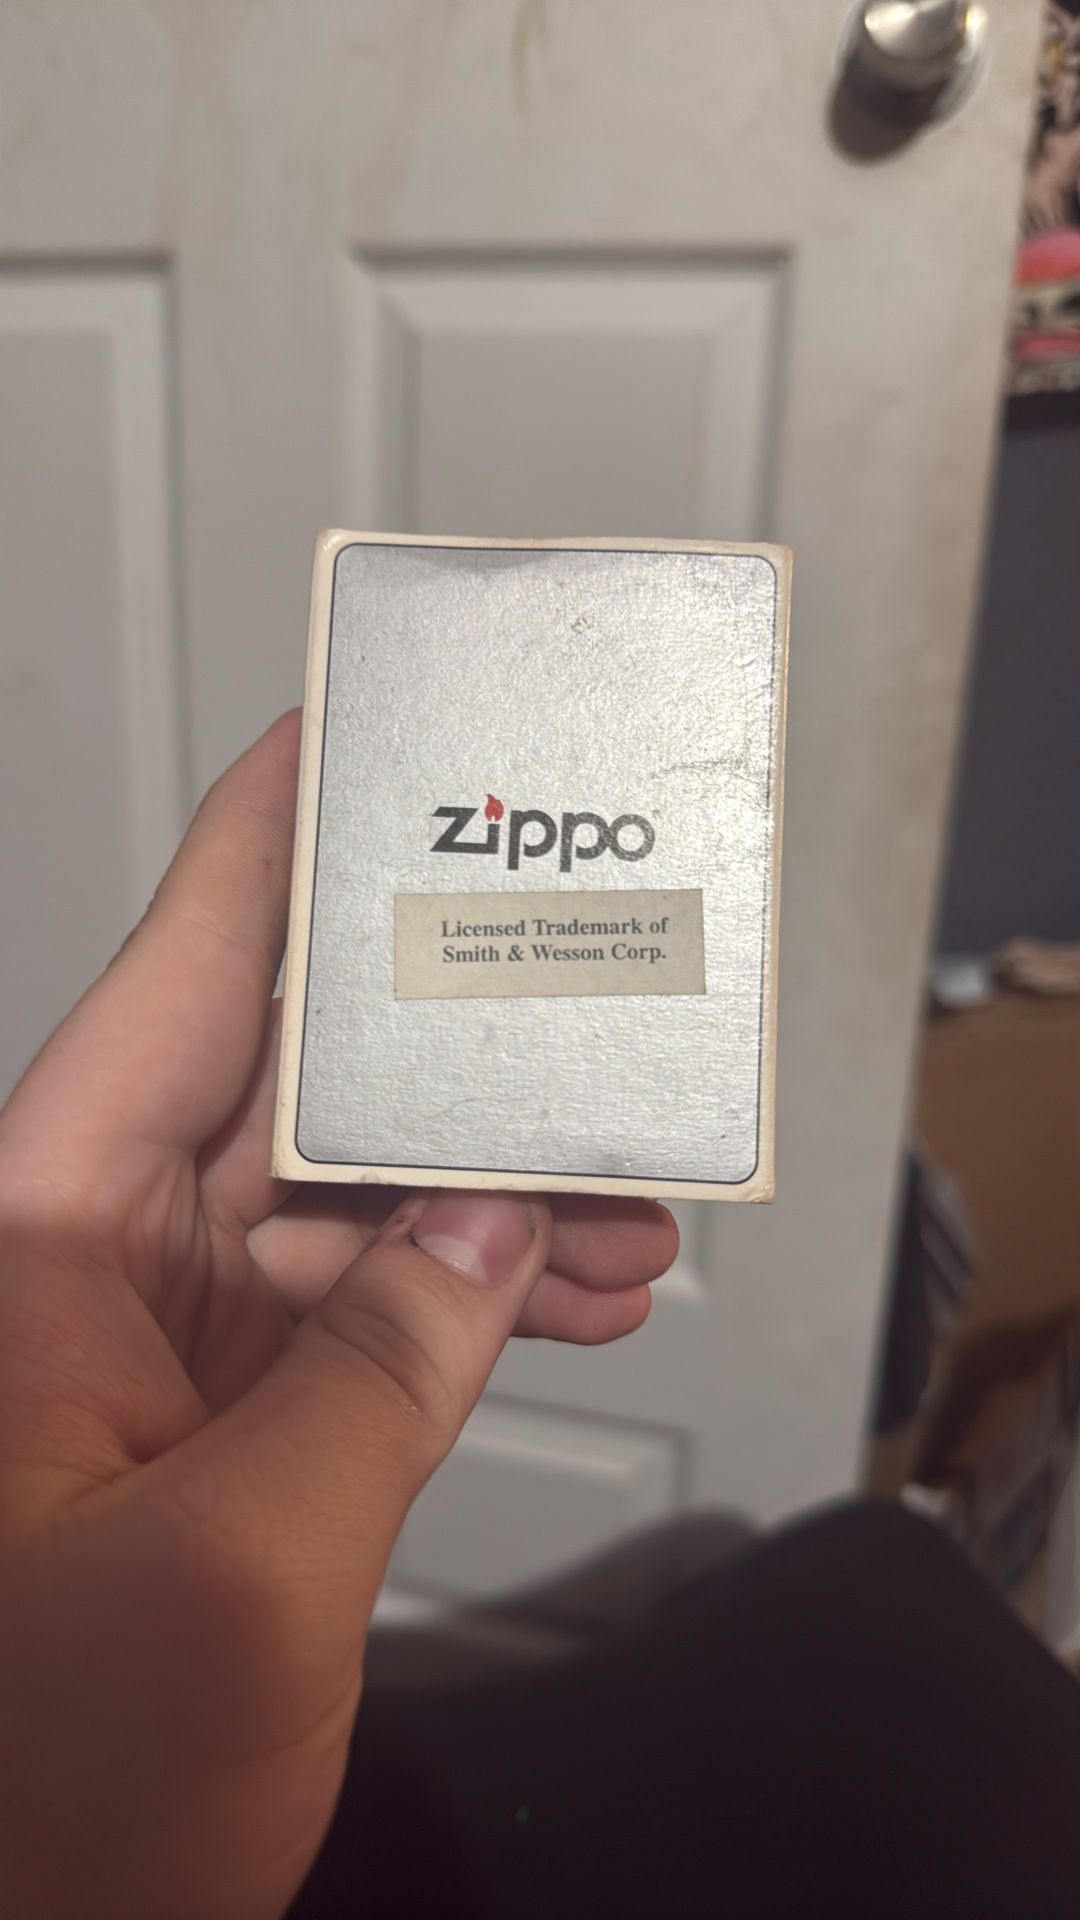 zippo
Licensed Trademark of
Smith & Wesson Corp.